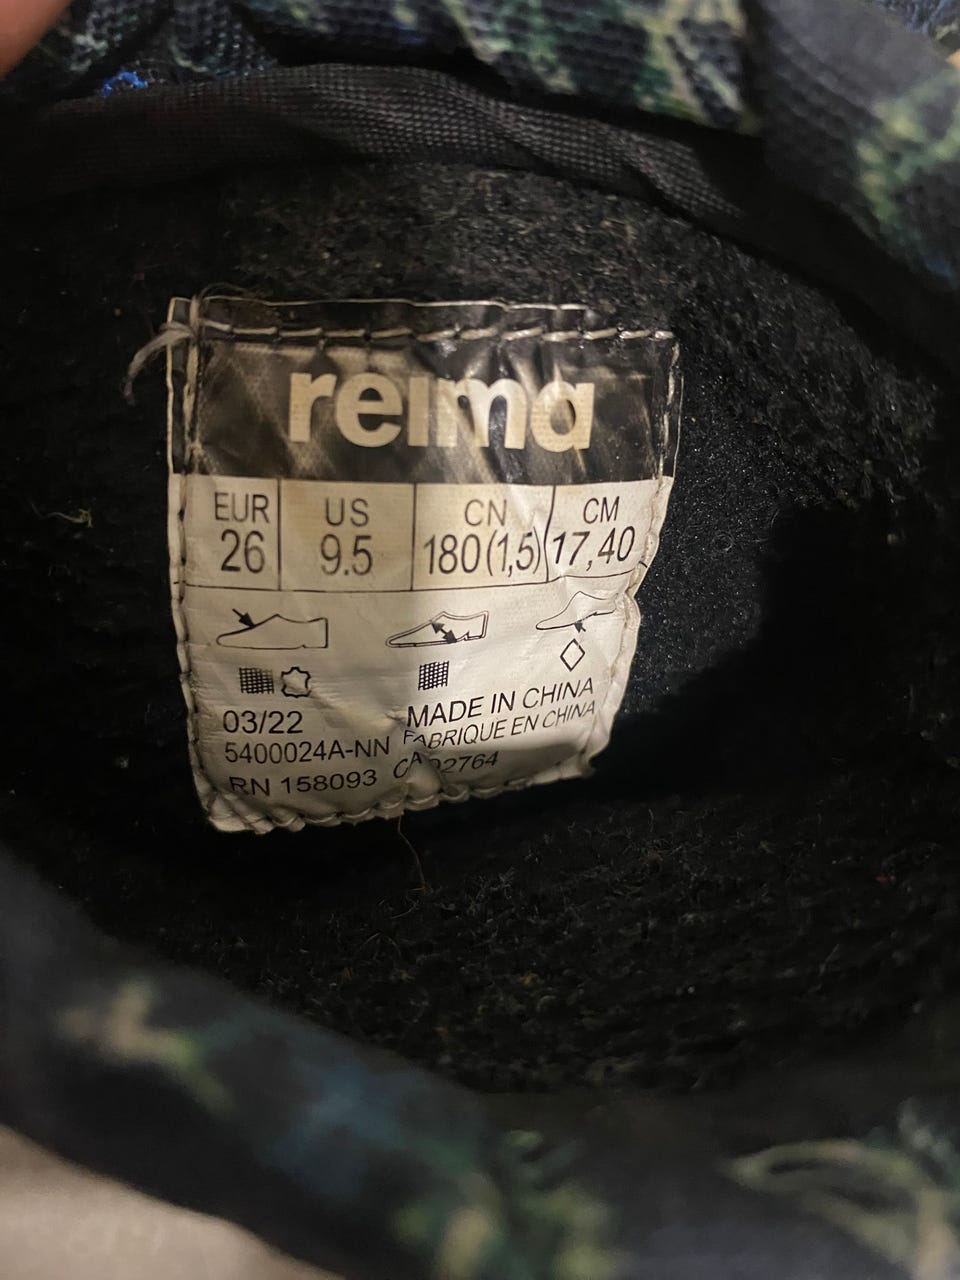 reima
EUR US CN CM
26 9.5 180(1,5) 17,40
03/22 MADE IN CHINA
5400024A-NN FABRIQUE EN CHINA
RN 158093